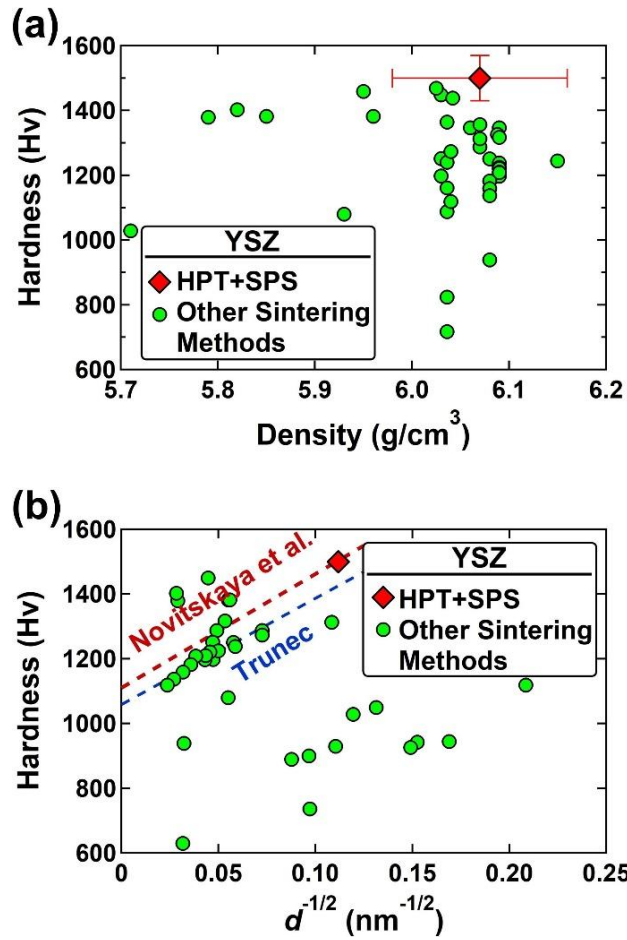 (a)
1600
1400
1200
1000
800
600
Hardness (Hv)
YSZ
HPT+SPS
Other Sintering
Methods
5.7
5.8
5.9
6.0
6.1
6.2
Density (g/cm³)
(b)
1600
1400
1200
1000
800
600
Hardness (Hv)
Novitskaya et al.
Trunec
YSZ
HPT+SPS
Other Sintering
Methods
0
0.05
0.10
0.15
0.20
0.25
d⁻¹/² (nm⁻¹/²)